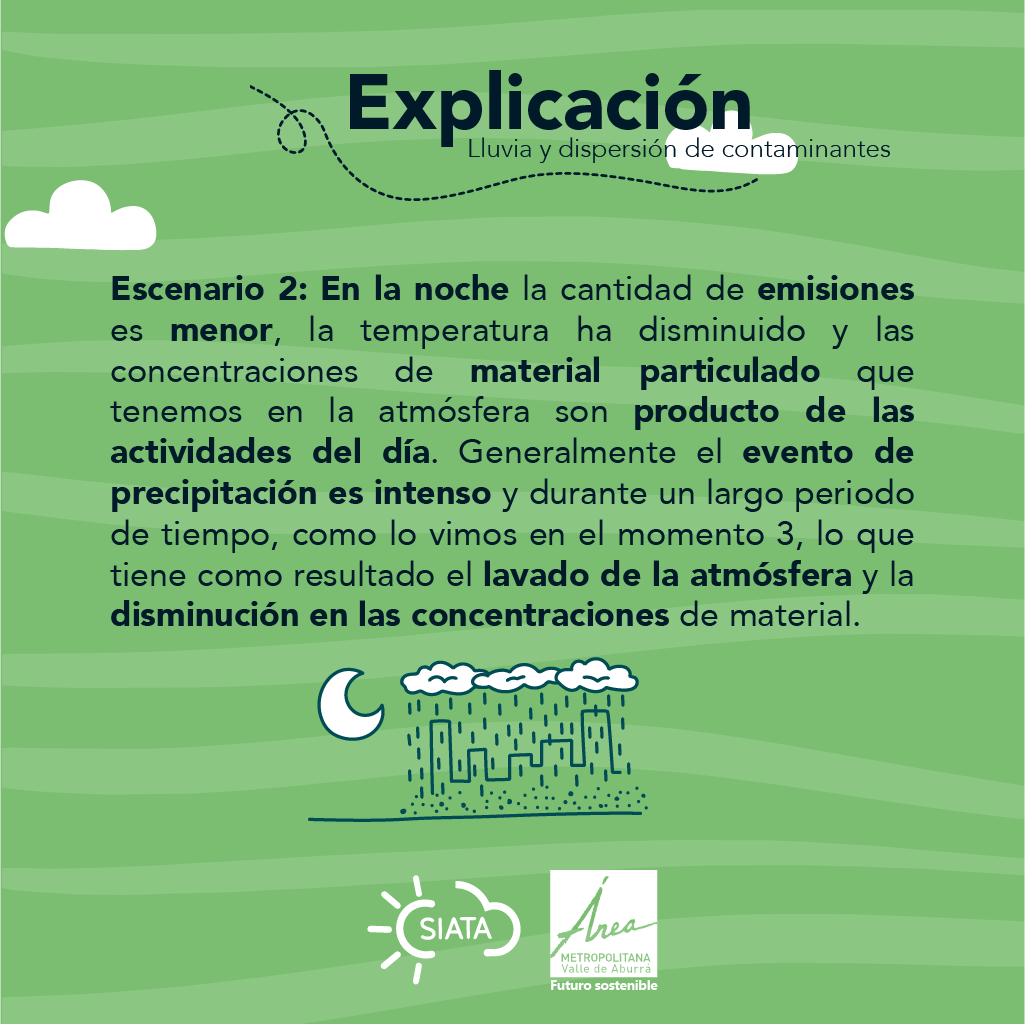 Explicación
Lluvia y dispersión de contaminantes
Escenario 2: En la noche la cantidad de emisiones
es menor, la temperatura ha disminuido y las
concentraciones de material particulado que
tenemos en la atmósfera son producto de las
actividades del día. Generalmente el evento de
precipitación es intenso y durante un largo periodo
de tiempo, como lo vimos en el momento 3, lo que
tiene como resultado el lavado de la atmósfera y la
disminución en las concentraciones de material.
SIATA
Área
METROPOLITANA
Valle de Aburrá
Futuro sostenible